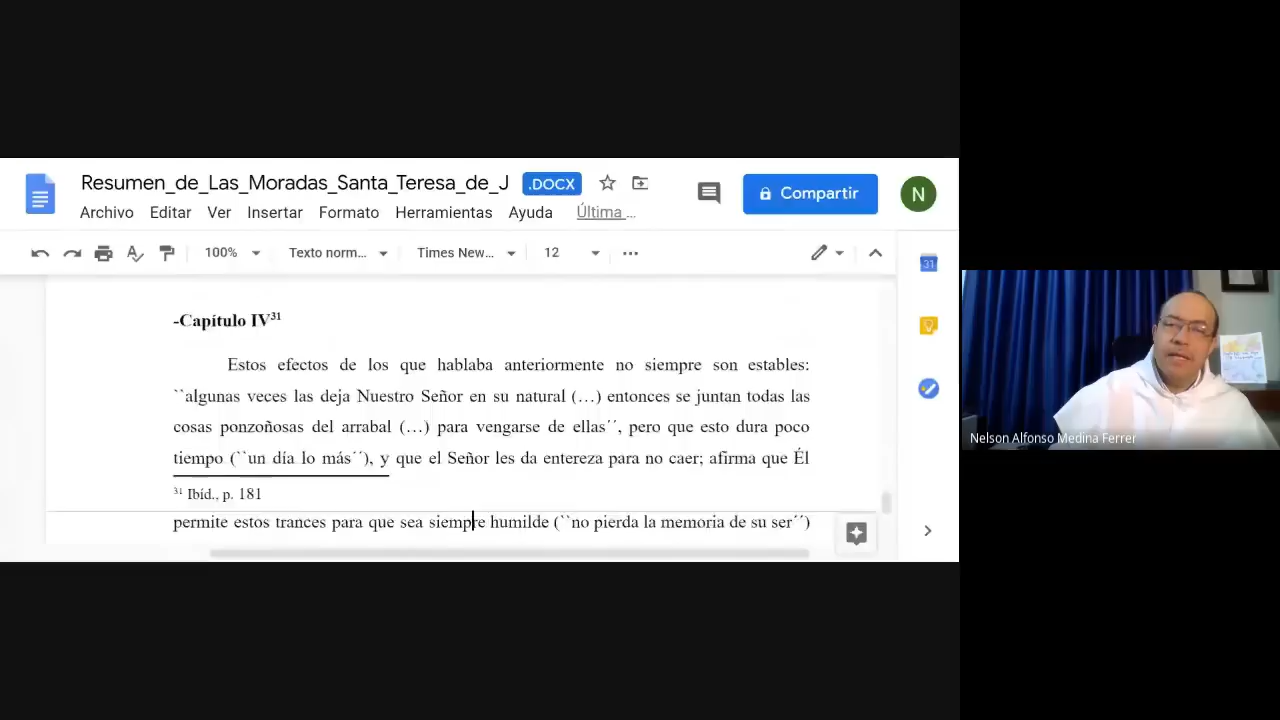 Resumen_de_Las_Moradas_Santa_Teresa_de_J .DOCX
Compartir
N
Archivo Editar Ver Insertar Formato Herramientas Ayuda Última ...
100% Texto norm... Times New... 12
31
-Capítulo IV31
Estos efectos de los que hablaba anteriormente no siempre son estables:
``algunas veces las deja Nuestro Señor en su natural (…) entonces se juntan todas las
cosas ponzoñosas del arrabal (…) para vengarse de ellas´´, pero que esto dura poco
tiempo (``un día lo más´´), y que el Señor les da entereza para no caer; afirma que Él
31 Ibíd., p. 181
permite estos trances para que sea siempre humilde (``no pierda la memoria de su ser´´)
Nelson Alfonso Medina Ferrer